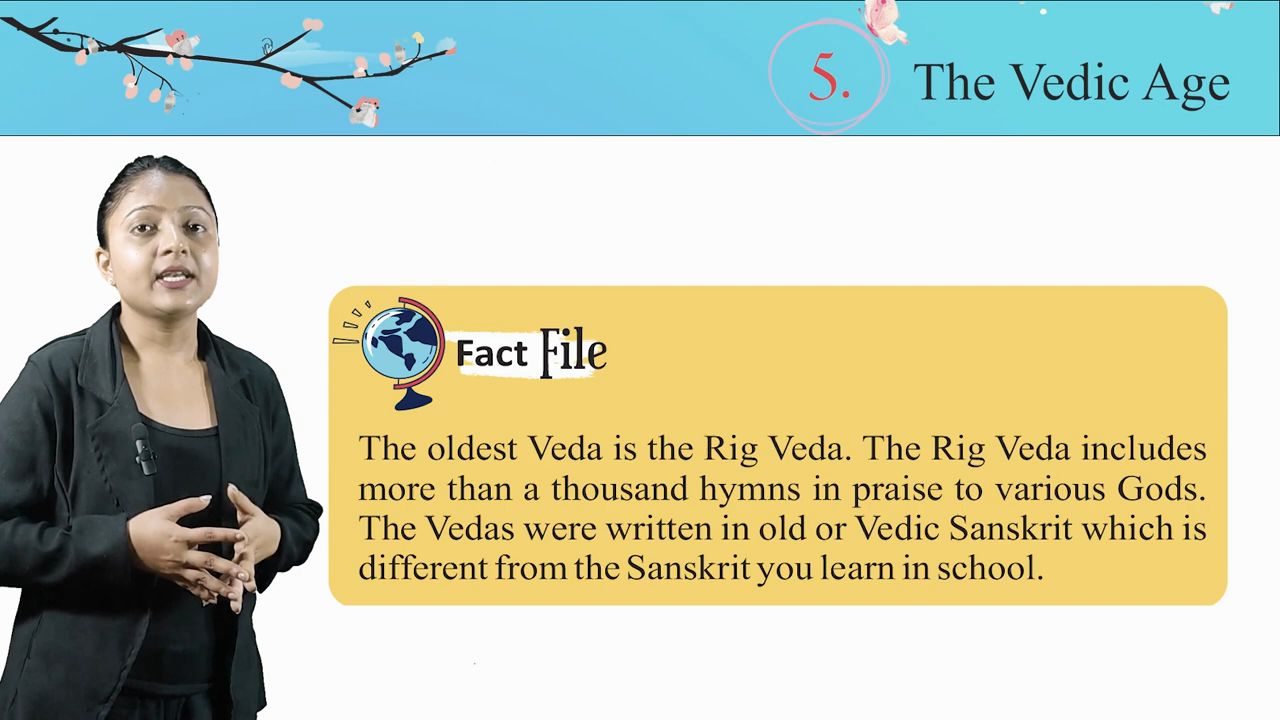 5. The Vedic Age
Fact File
The oldest Veda is the Rig Veda. The Rig Veda includes
more than a thousand hymns in praise to various Gods.
The Vedas were written in old or Vedic Sanskrit which is
different from the Sanskrit you learn in school.